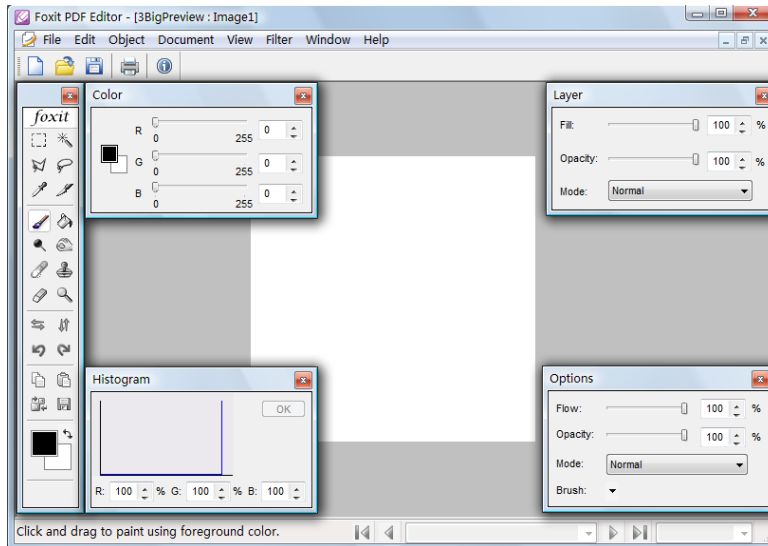 Foxit PDF Editor - [3BigPreview : Image1]
File Edit Object Document View Filter Window Help
foxit
Color
R 0 255 0
G 0 255 0
B 0 255 0
Layer
Fill: 100 %
Opacity: 100 %
Mode: Normal
Histogram
OK
R: 100 % G: 100 % B: 100
Options
Flow: 100 %
Opacity: 100 %
Mode: Normal
Brush:
Click and drag to paint using foreground color.